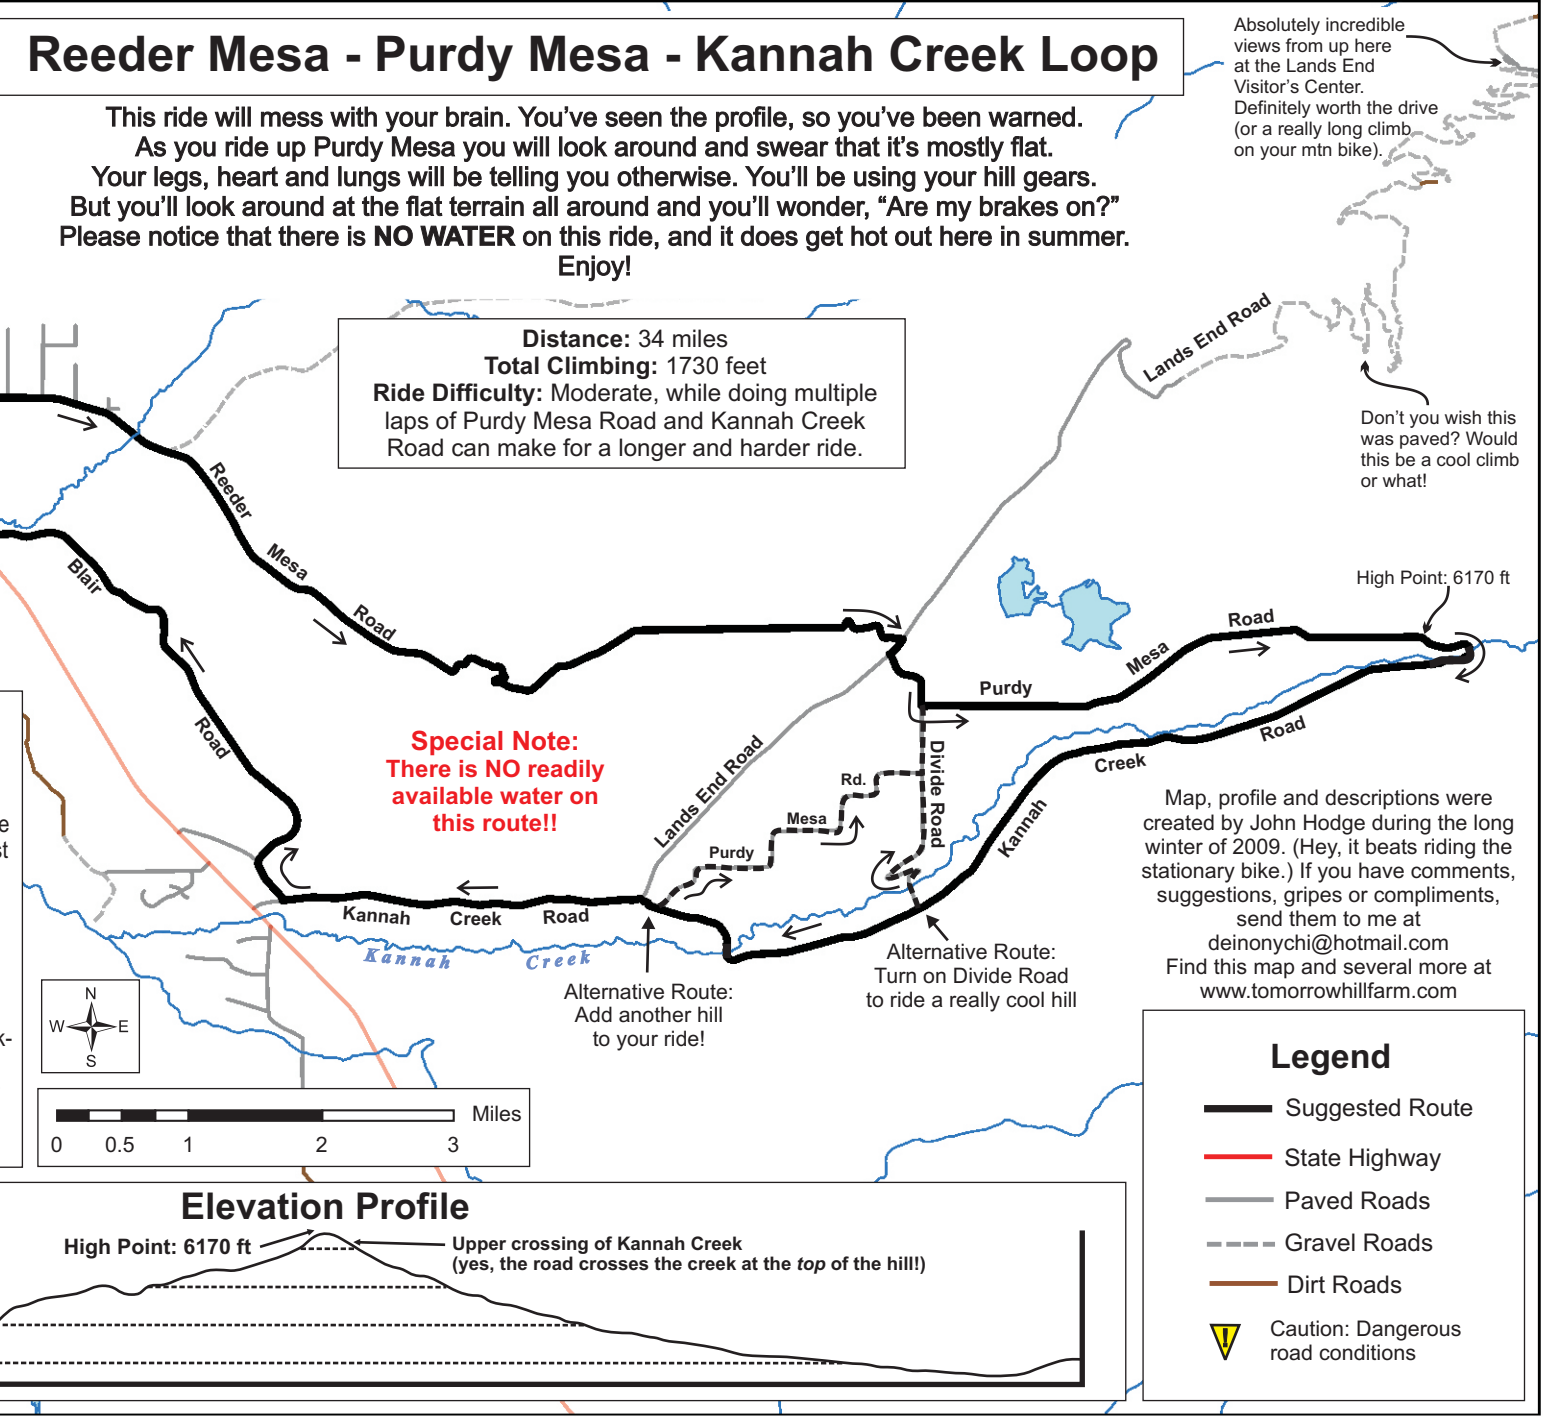 Reeder Mesa - Purdy Mesa - Kannah Creek Loop
This ride will mess with your brain. You've seen the profile, so you've been warned.
As you ride up Purdy Mesa you will look around and swear that it's mostly flat.
Your legs, heart and lungs will be telling you otherwise. You'll be using your hill gears.
But you'll look around at the flat terrain all around and you'll wonder, “Are my brakes on?”
Please notice that there is NO WATER on this ride, and it does get hot out here in summer.
Enjoy!
Absolutely incredible
views from up here
at the Lands End
Visitor's Center.
Definitely worth the drive
(or a really long climb
on your mtn bike).
Distance: 34 miles
Total Climbing: 1730 feet
Ride Difficulty: Moderate, while doing multiple
laps of Purdy Mesa Road and Kannah Creek
Road can make for a longer and harder ride.
Lands End Road
Don't you wish this
was paved? Would
this be a cool climb
or what!
Reeder
Mesa
Road
Blair
Road
High Point: 6170 ft
Purdy
Mesa
Road
Special Note:
There is NO readily
available water on
this route!!
Lands End Road
Divide Road
Purdy
Mesa
Rd.
Kannah
Creek
Road
Kannah
Creek
Road
Kannah
Creek
Alternative Route:
Add another hill
to your ride!
Alternative Route:
Turn on Divide Road
to ride a really cool hill
Map, profile and descriptions were
created by John Hodge during the long
winter of 2009. (Hey, it beats riding the
stationary bike.) If you have comments,
suggestions, gripes or compliments,
send them to me at
deinonychi@hotmail.com
Find this map and several more at
www.tomorrowhillfarm.com
N
W
E
S
Miles
0 0.5 1 2 3
Legend
Suggested Route
State Highway
Paved Roads
Gravel Roads
Dirt Roads
!
Caution: Dangerous
road conditions
Elevation Profile
High Point: 6170 ft
Upper crossing of Kannah Creek
(yes, the road crosses the creek at the top of the hill!)